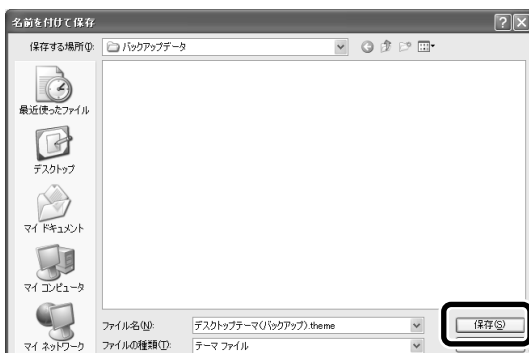 名前を付けて保存
保存する場所(I):
バックアップデータ
最近使ったファイル
デスクトップ
マイ ドキュメント
マイ コンピュータ
マイ ネットワーク
ファイル名(N):
デスクトップテーマ(バックアップ).theme
保存(S)
ファイルの種類(T):
テーマ ファイル